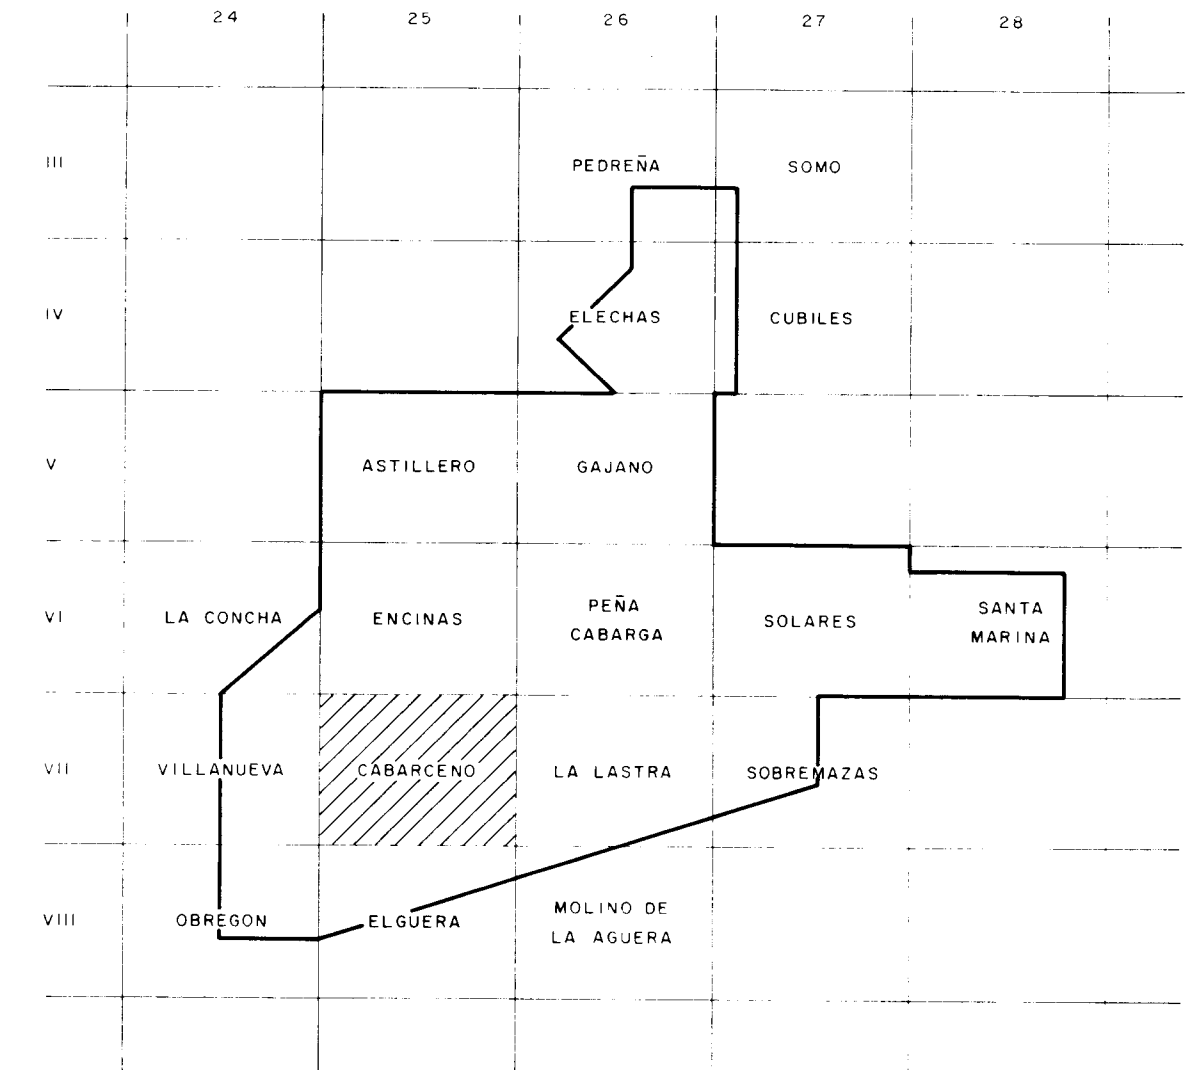 24 25 26 27 28
III PEDREÑA SOMO
IV ELECHAS CUBILES
V ASTILLERO GAJANO
VI LA CONCHA ENCINAS PEÑA CABARGA SOLARES SANTA MARINA
VII VILLANUEVA CABARCENO LA LASTRA SOBREMAZAS
VIII OBREGON ELGUERA MOLINO DE LA AGUERA